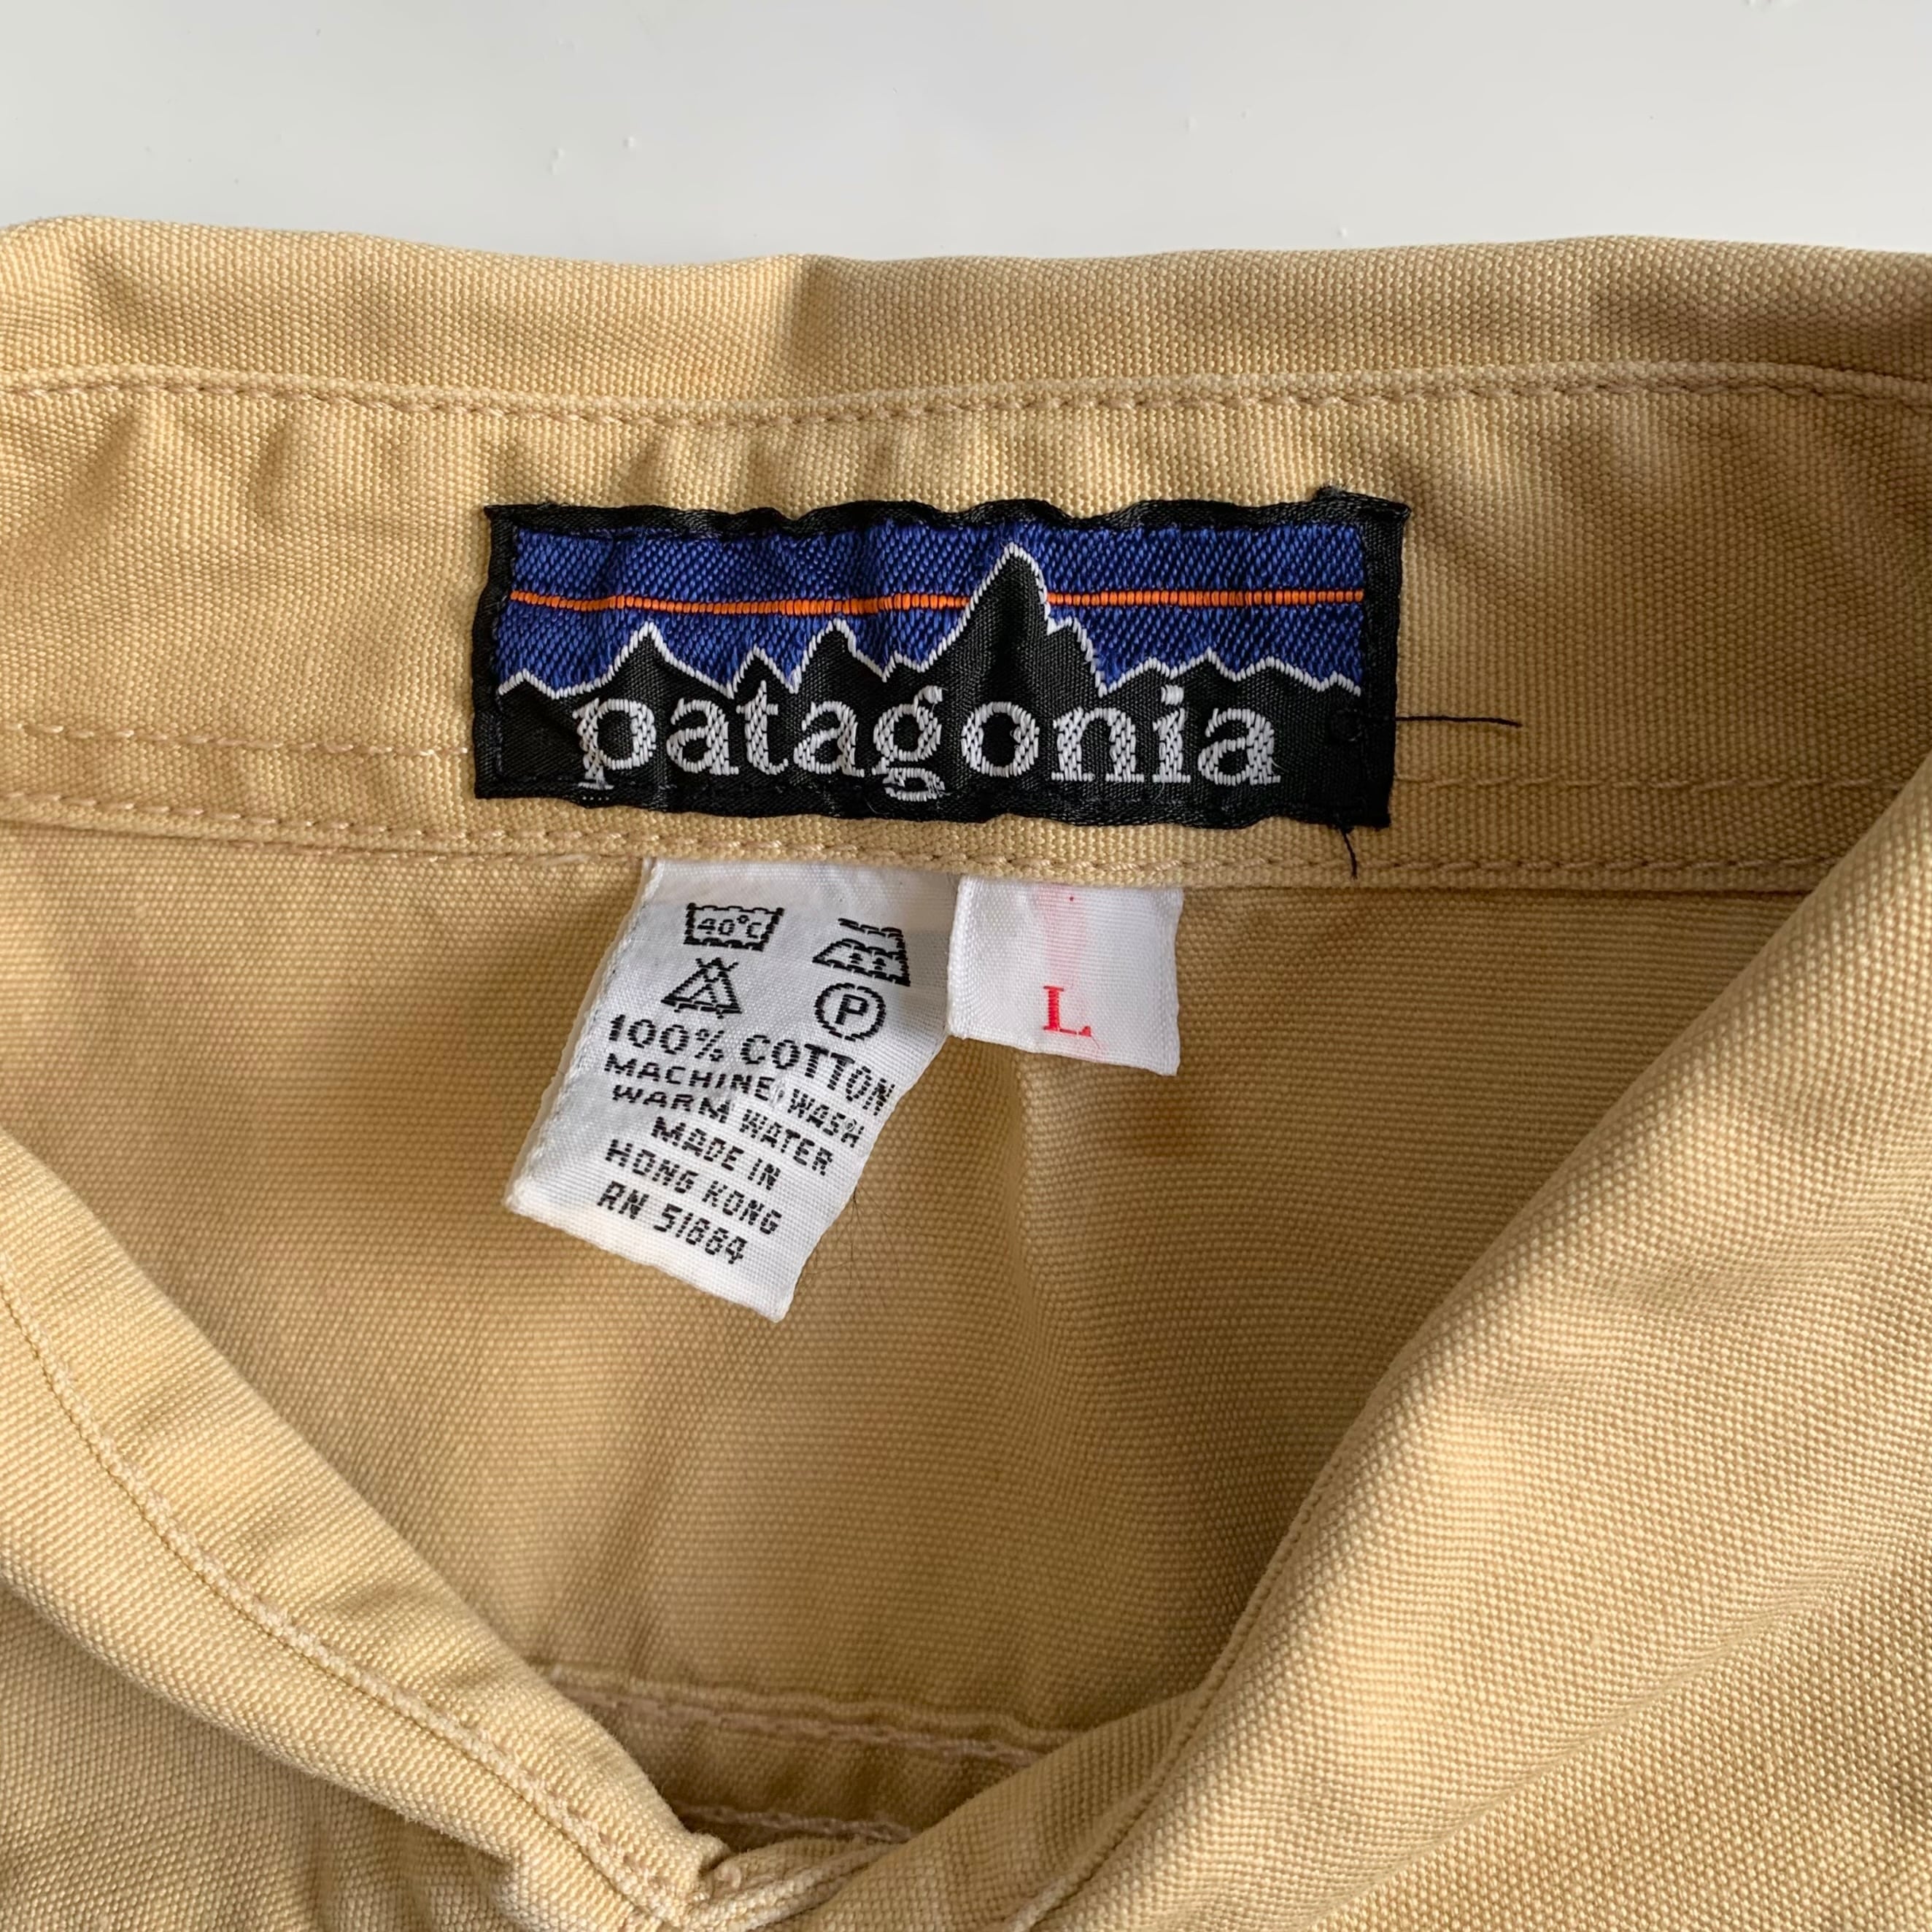 patagonia
40°C
P
100% COTTON
MACHINE WASH
WARM WATER
MADE IN
HONG KONG
RN 51884
L